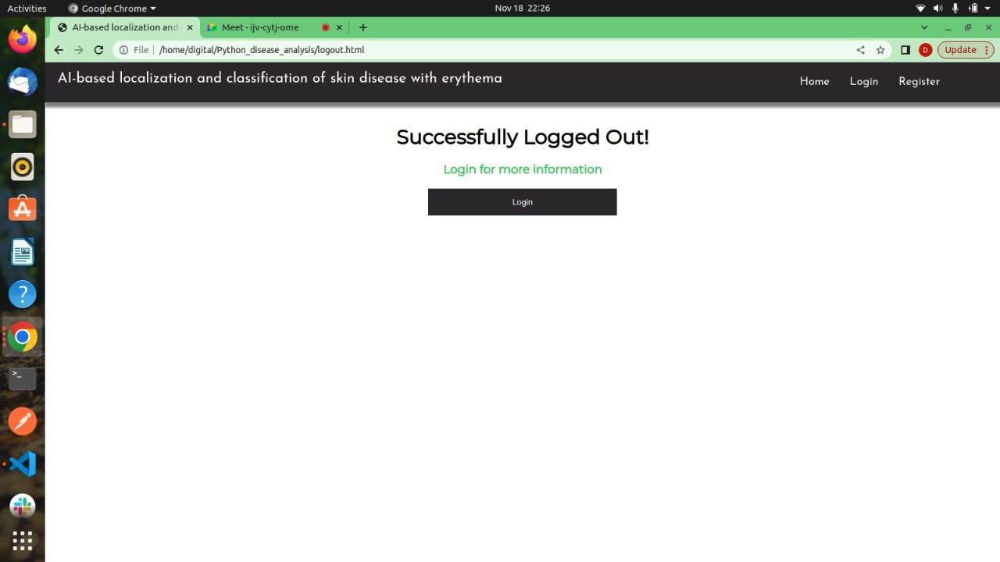 Activities Google Chrome Nov 18 22:26
AI-based localization and Meet - ijv-cytj-ome
File /home/digital/Python_disease_analysis/logout.html D Update
AI-based localization and classification of skin disease with erythema Home Login Register
Successfully Logged Out!
Login for more information
Login